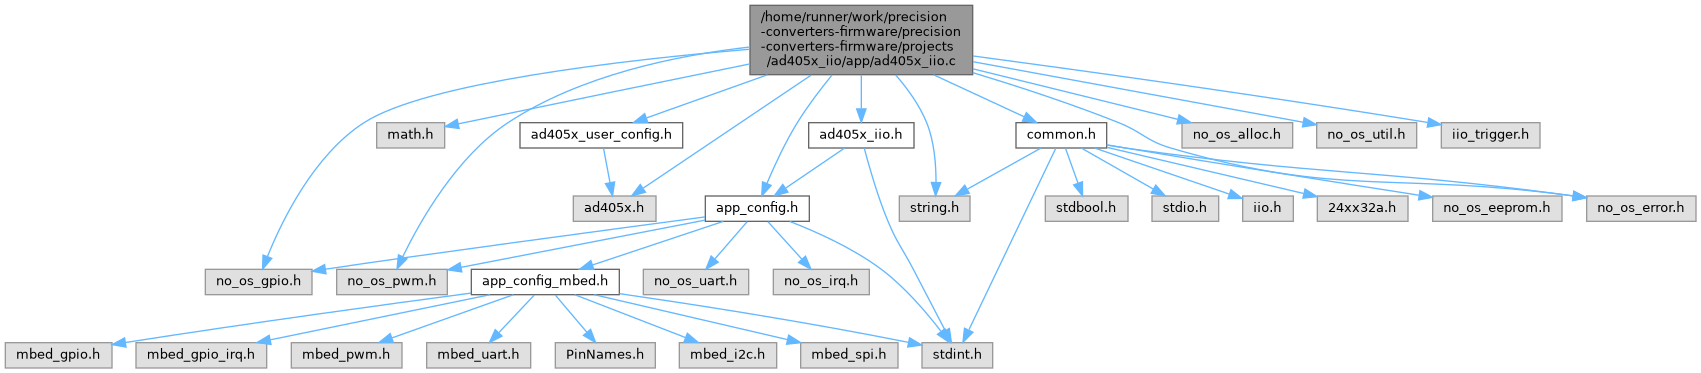 /home/runner/work/precision
-converters-firmware/precision
-converters-firmware/projects
/ad405x_iio/app/ad405x_iio.c
math.h
ad405x_user_config.h
ad405x_iio.h
common.h
no_os_alloc.h
no_os_util.h
iio_trigger.h
ad405x.h
app_config.h
string.h
stdbool.h
stdio.h
iio.h
24xx32a.h
no_os_eeprom.h
no_os_error.h
no_os_gpio.h
no_os_pwm.h
app_config_mbed.h
no_os_uart.h
no_os_irq.h
mbed_gpio.h
mbed_gpio_irq.h
mbed_pwm.h
mbed_uart.h
PinNames.h
mbed_i2c.h
mbed_spi.h
stdint.h